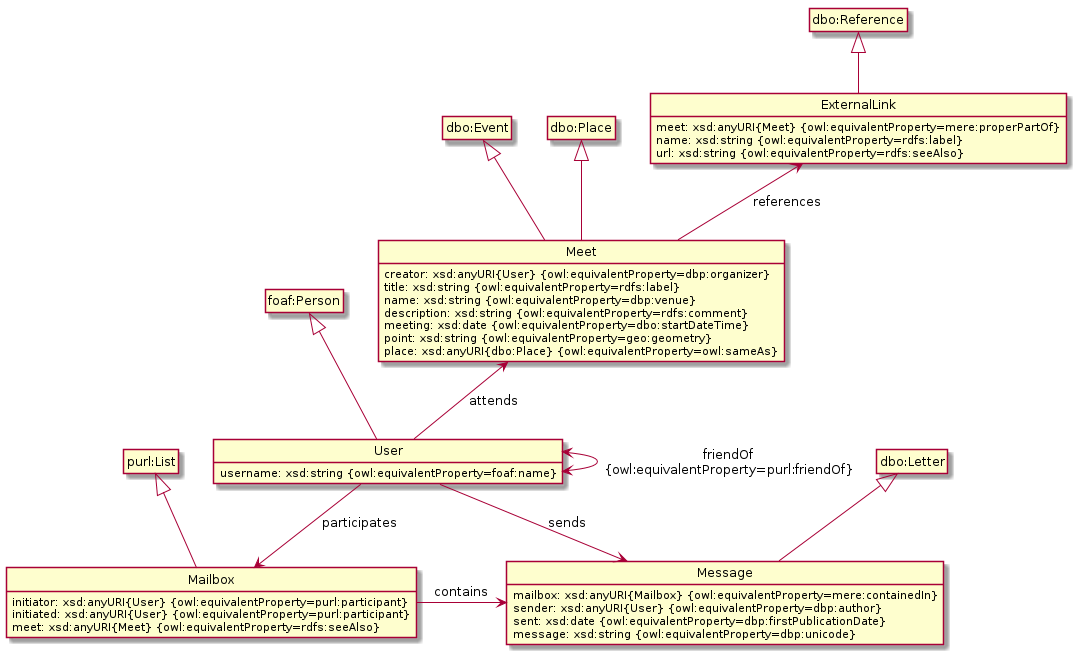 dbo:Reference
ExternalLink
meet: xsd:anyURI{Meet} {owl:equivalentProperty=mere:properPartOf}
name: xsd:string {owl:equivalentProperty=rdfs:label}
url: xsd:string {owl:equivalentProperty=rdfs:seeAlso}
dbo:Event
dbo:Place
references
Meet
creator: xsd:anyURI{User} {owl:equivalentProperty=dbp:organizer}
title: xsd:string {owl:equivalentProperty=rdfs:label}
name: xsd:string {owl:equivalentProperty=dbp:venue}
description: xsd:string {owl:equivalentProperty=rdfs:comment}
meeting: xsd:date {owl:equivalentProperty=dbo:startDateTime}
point: xsd:string {owl:equivalentProperty=geo:geometry}
place: xsd:anyURI{dbo:Place} {owl:equivalentProperty=owl:sameAs}
foaf:Person
attends
User
username: xsd:string {owl:equivalentProperty=foaf:name}
friendOf
{owl:equivalentProperty=purl:friendOf}
purl:List
dbo:Letter
participates
sends
Mailbox
initiator: xsd:anyURI{User} {owl:equivalentProperty=purl:participant}
initiated: xsd:anyURI{User} {owl:equivalentProperty=purl:participant}
meet: xsd:anyURI{Meet} {owl:equivalentProperty=rdfs:seeAlso}
contains
Message
mailbox: xsd:anyURI{Mailbox} {owl:equivalentProperty=mere:containedIn}
sender: xsd:anyURI{User} {owl:equivalentProperty=dbp:author}
sent: xsd:date {owl:equivalentProperty=dbp:firstPublicationDate}
message: xsd:string {owl:equivalentProperty=dbp:unicode}